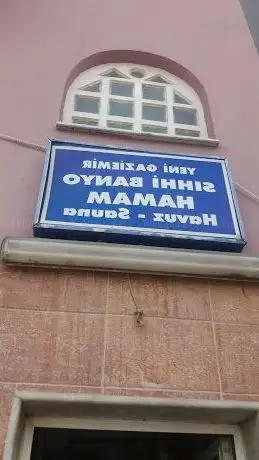 YENİ GAZİEMİR
SIHHİ BANYO
HAMAM
Havuz - Sauna